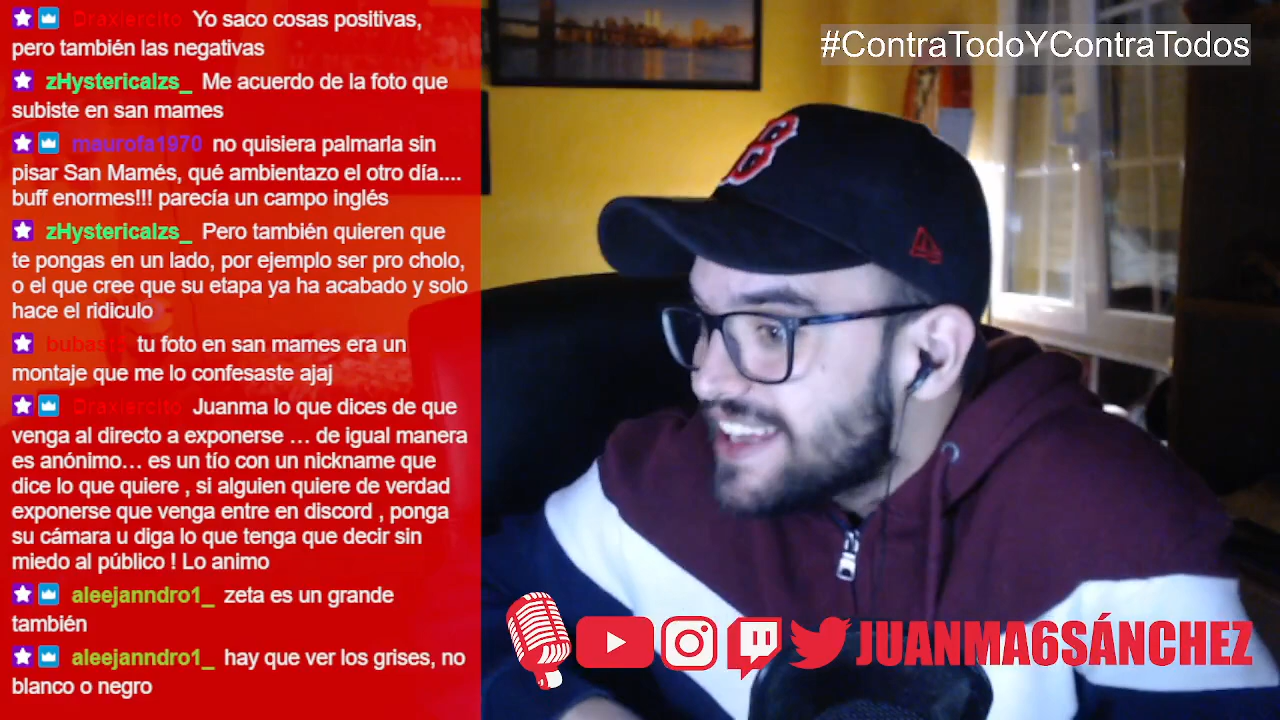 Draxiercito Yo saco cosas positivas,
pero también las negativas
zHystericalzs_ Me acuerdo de la foto que
subiste en san mames
maurofa1970 no quisiera palmarla sin
pisar San Mamés, qué ambientazo el otro día....
buff enormes!!! parecía un campo inglés
zHystericalzs_ Pero también quieren que
te pongas en un lado, por ejemplo ser pro cholo,
o el que cree que su etapa ya ha acabado y solo
hace el ridiculo
tu foto en san mames era un
montaje que me lo confesaste ajaj
Draxiercito Juanma lo que dices de que
venga al directo a exponerse … de igual manera
es anónimo… es un tío con un nickname que
dice lo que quiere , si alguien quiere de verdad
exponerse que venga entre en discord , ponga
su cámara u diga lo que tenga que decir sin
miedo al público ! Lo animo
aleejanndro1_ zeta es un grande
también
aleejanndro1_ hay que ver los grises, no
blanco o negro
#ContraTodoYContraTodos
B
JUANMA6SÁNCHEZ